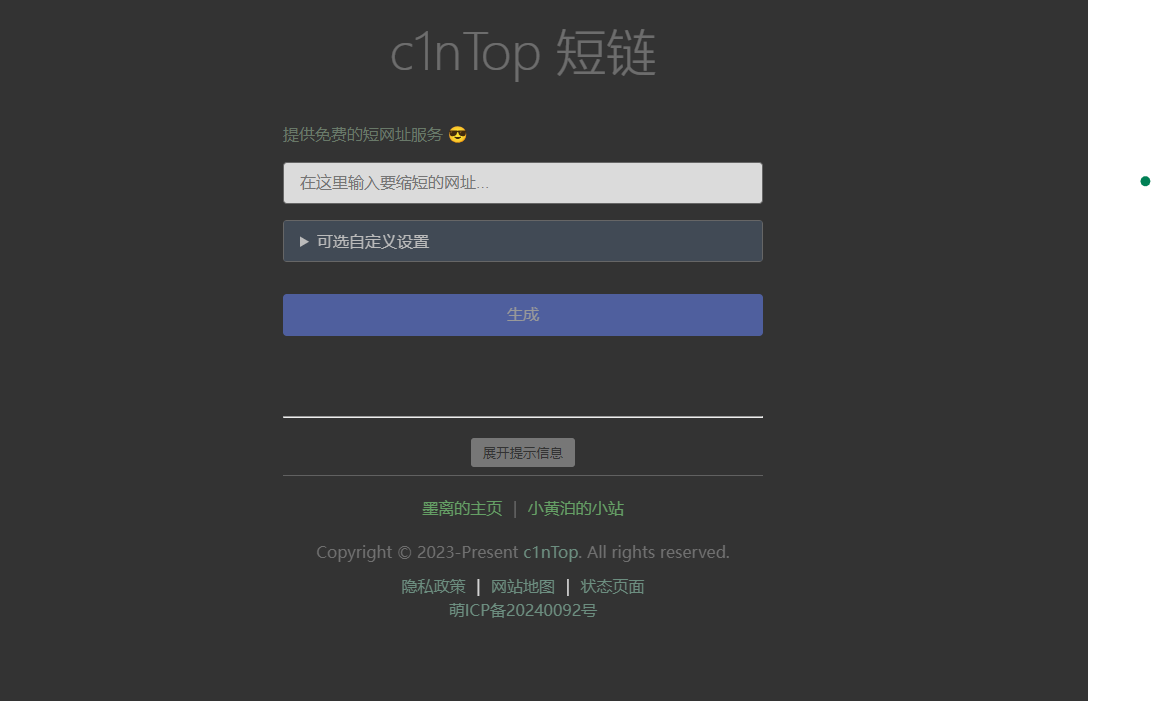 c1nTop 短链
提供免费的短网址服务 😎
在这里输入要缩短的网址...
▶ 可选自定义设置
生成
展开提示信息
墨离的主页 | 小黄泊的小站
Copyright © 2023-Present c1nTop. All rights reserved.
隐私政策 | 网站地图 | 状态页面
萌ICP备20240092号